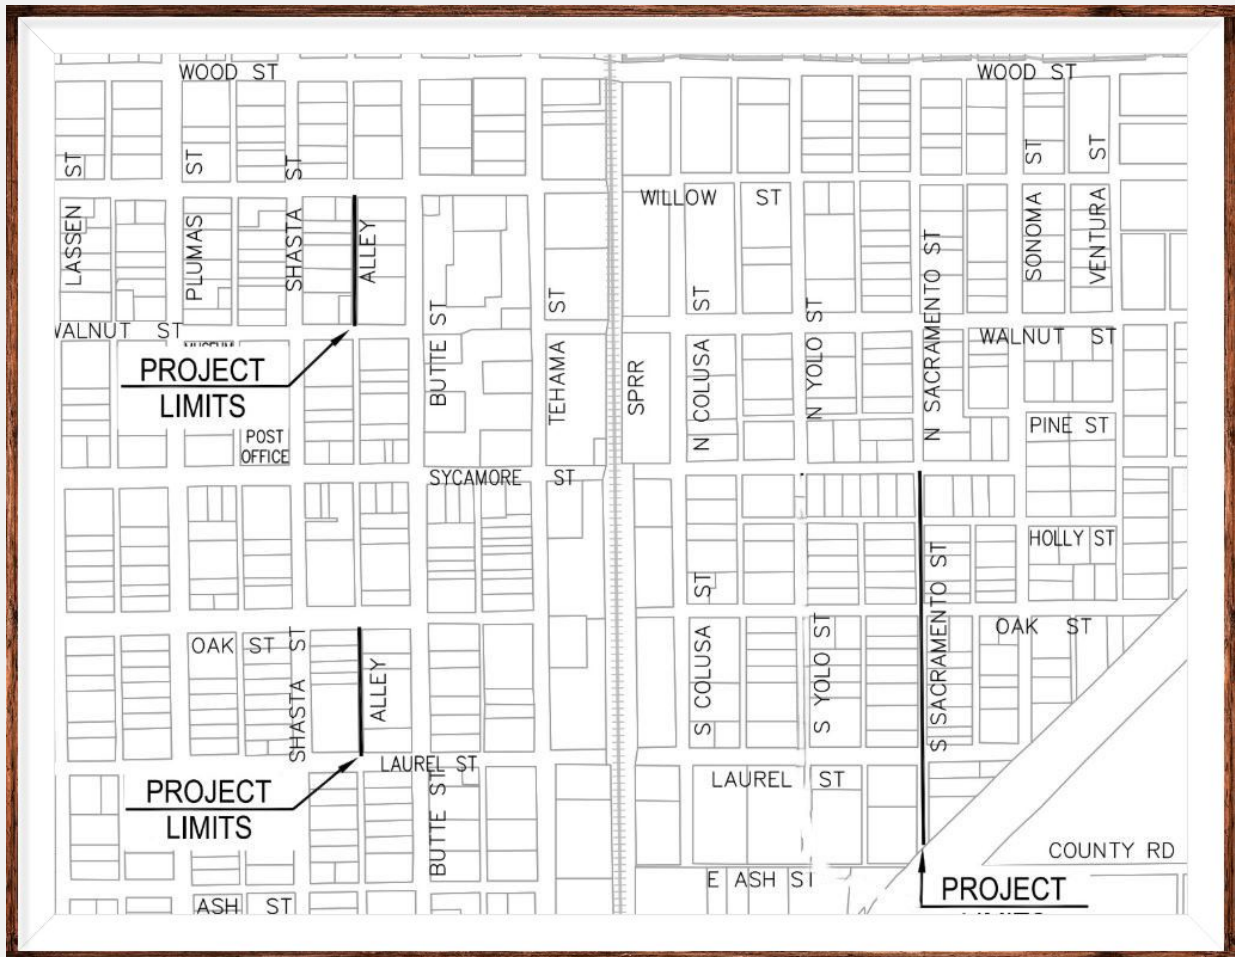 WOOD ST
WOOD ST
LASSEN ST
PLUMAS ST
SHASTA ST
ALLEY
WILLOW ST
SONOMA ST
VENTURA ST
WALNUT ST
PROJECT
LIMITS
POST
OFFICE
BUTTE ST
TEHAMA ST
SPRR
N COLUSA ST
N YOLO ST
N SACRAMENTO ST
WALNUT ST
PINE ST
SYCAMORE ST
HOLLY ST
OAK ST
SHASTA ST
ALLEY
S COLUSA ST
S YOLO ST
S SACRAMENTO ST
OAK ST
LAUREL ST
PROJECT
LIMITS
BUTTE ST
LAUREL ST
ASH ST
E ASH ST
COUNTY RD
PROJECT